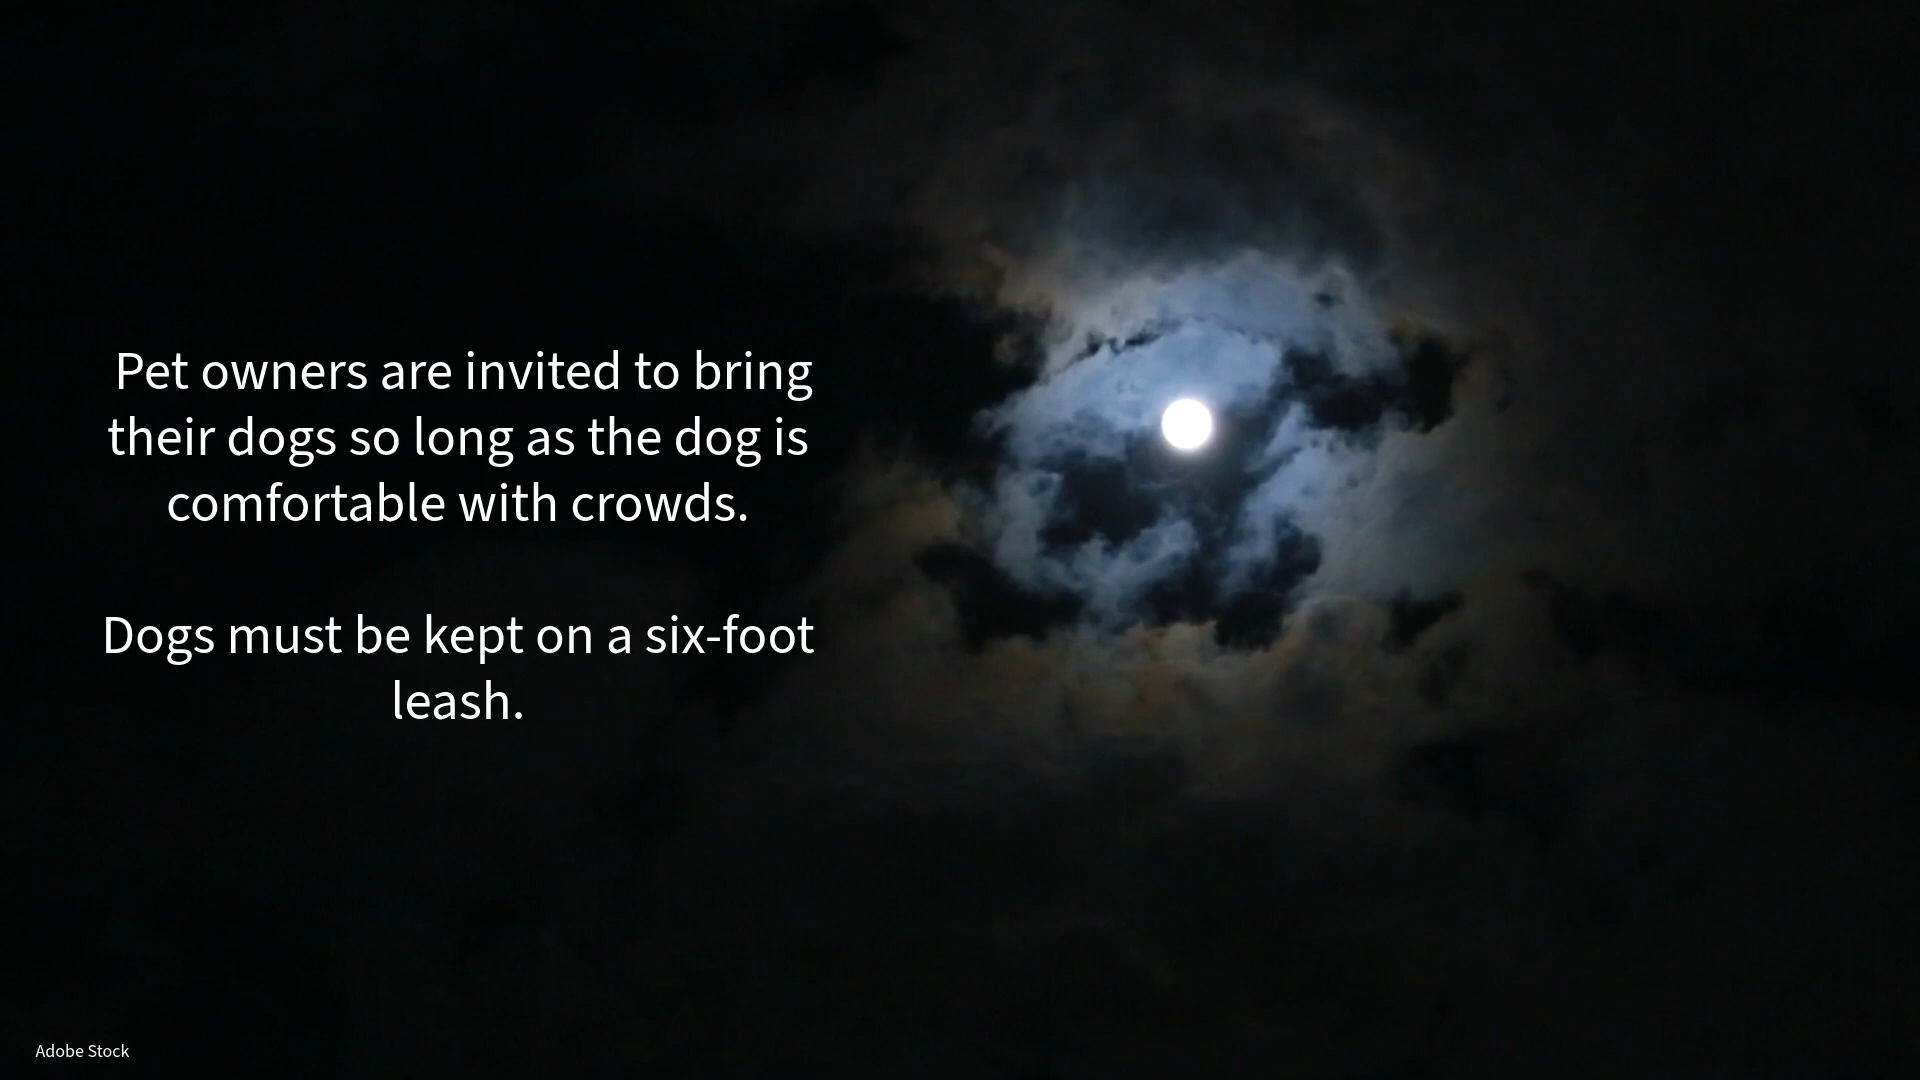 Pet owners are invited to bring
their dogs so long as the dog is
comfortable with crowds.
Dogs must be kept on a six-foot
leash.
Adobe Stock